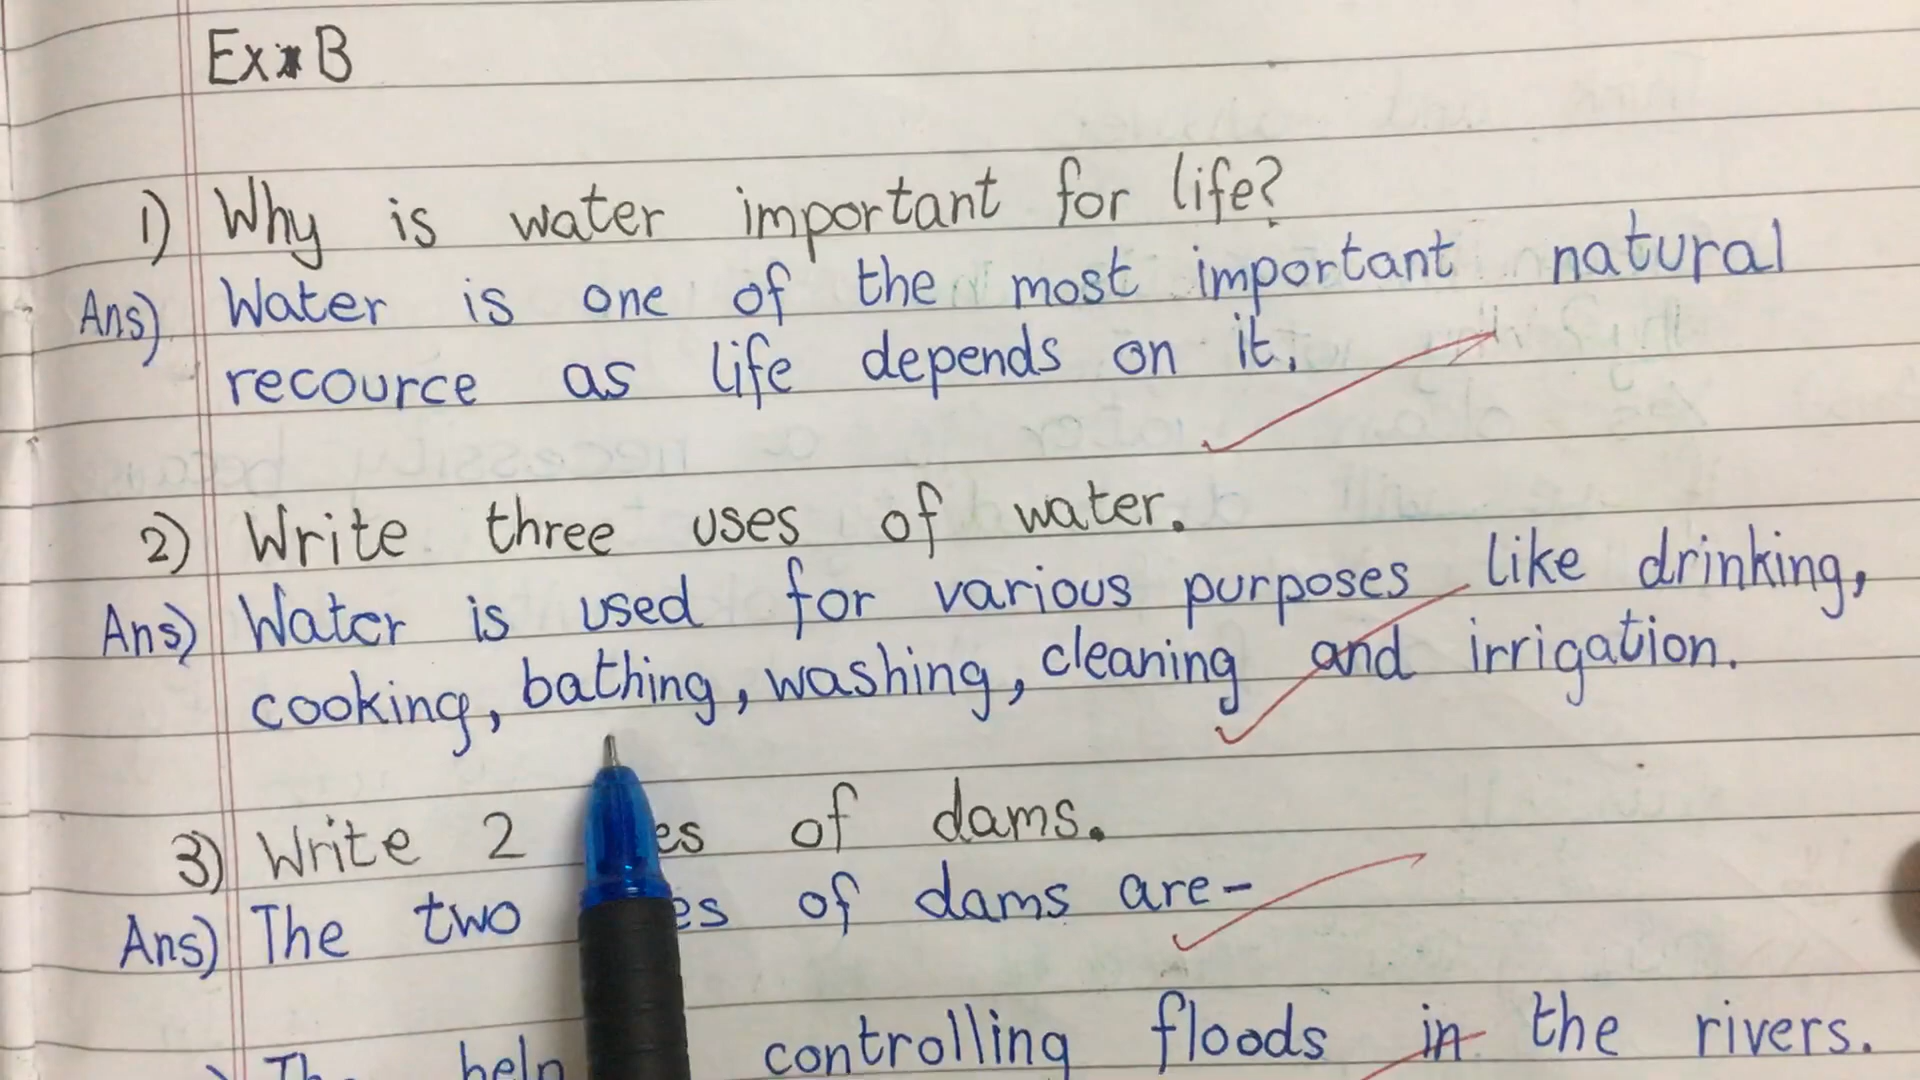 Ex B
1) Why is water important for life?
Ans) Water is one of the most important natural
recource as life depends on it.
2) Write three uses of water.
Ans) Water is used for various purposes like drinking,
cooking, bathing, washing, cleaning and irrigation.
3) Write 2 of dams.
Ans) The two of dams are-
help controlling floods in the rivers.